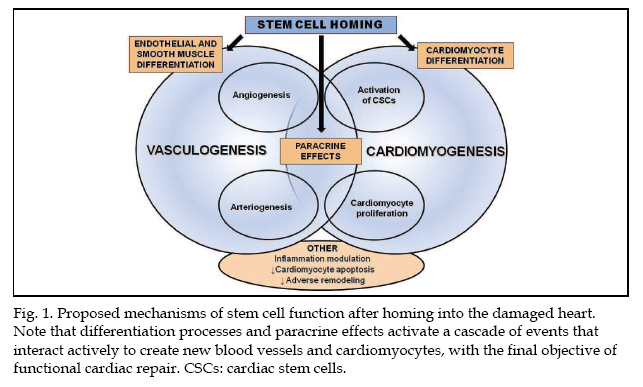 STEM CELL HOMING
ENDOTHELIAL AND
SMOOTH MUSCLE
DIFFERENTIATION
CARDIOMYOCYTE
DIFFERENTIATION
Angiogenesis
Activation
of CSCs
VASCULOGENESIS
PARACRINE
EFFECTS
CARDIOMYOGENESIS
Arteriogenesis
Cardiomyocyte
proliferation
OTHER
Inflammation modulation
↓Cardiomyocyte apoptosis
↓Adverse remodeling
Fig. 1. Proposed mechanisms of stem cell function after homing into the damaged heart.
Note that differentiation processes and paracrine effects activate a cascade of events that
interact actively to create new blood vessels and cardiomyocytes, with the final objective of
functional cardiac repair. CSCs: cardiac stem cells.